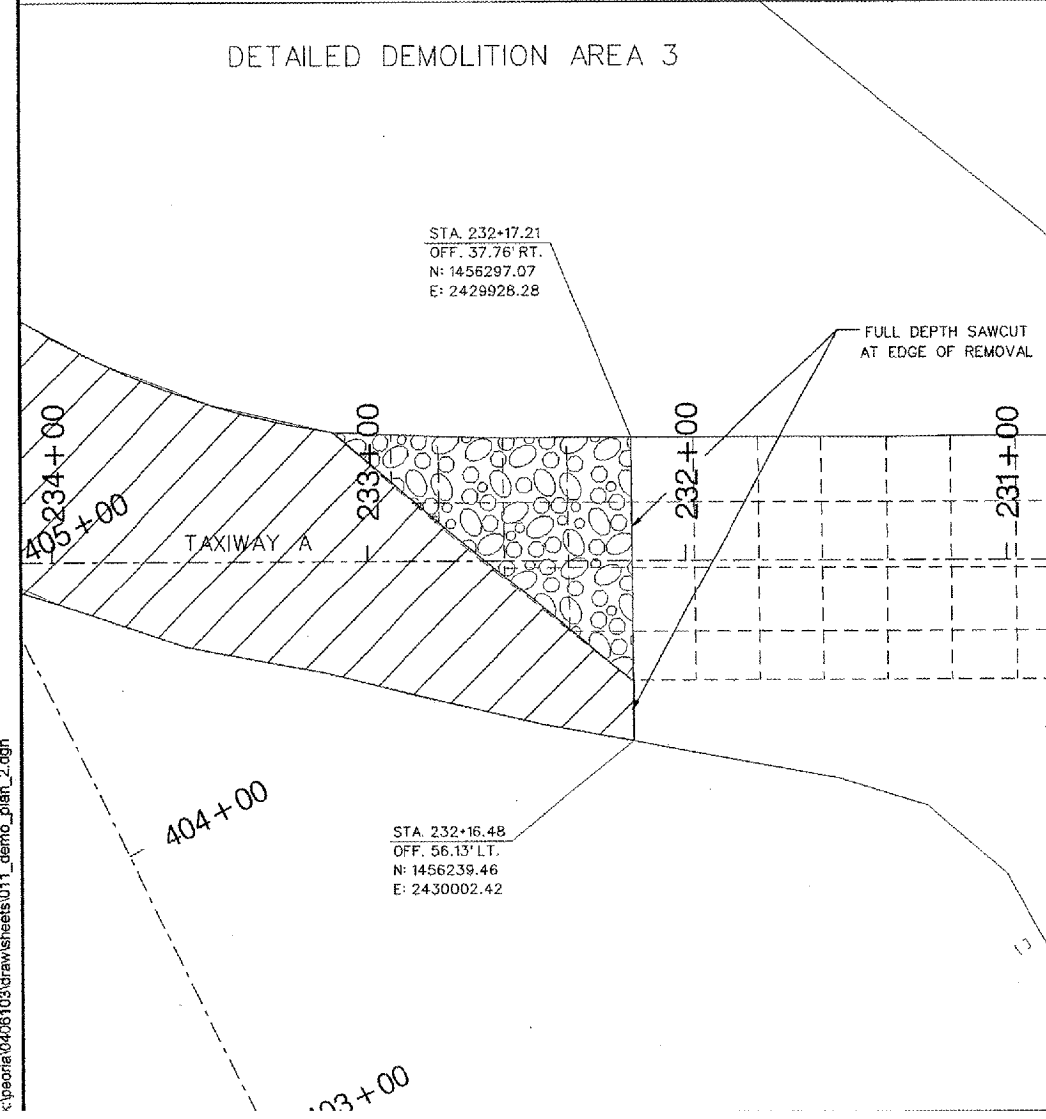 DETAILED DEMOLITION AREA 3
STA. 232+17.21
OFF. 37.76' RT.
N: 1456297.07
E: 2429928.28
FULL DEPTH SAWCUT
AT EDGE OF REMOVAL
234+00
233+00
232+00
231+00
405+00
TAXIWAY A
404+00
STA. 232+16.48
OFF. 56.13' LT.
N: 1456239.46
E: 2430002.42
03+00
k:\peoria\0406103\draw\sheets\011_demo_plan_2.dgn